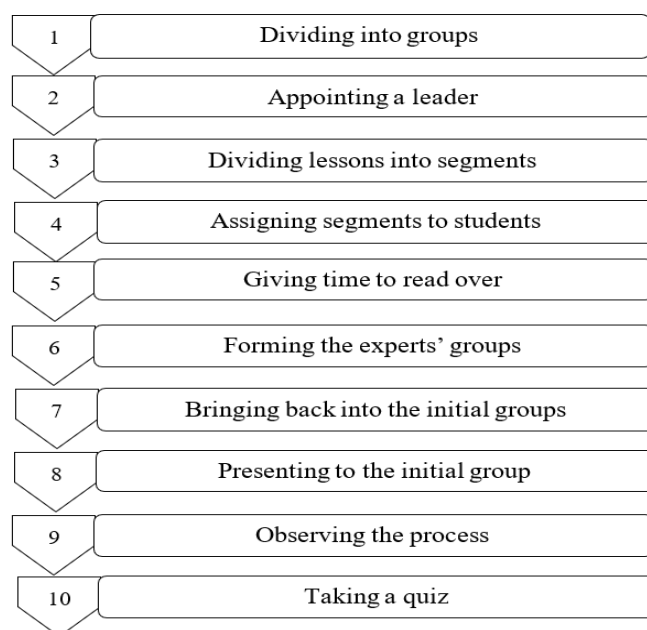 1 Dividing into groups
2 Appointing a leader
3 Dividing lessons into segments
4 Assigning segments to students
5 Giving time to read over
6 Forming the experts’ groups
7 Bringing back into the initial groups
8 Presenting to the initial group
9 Observing the process
10 Taking a quiz